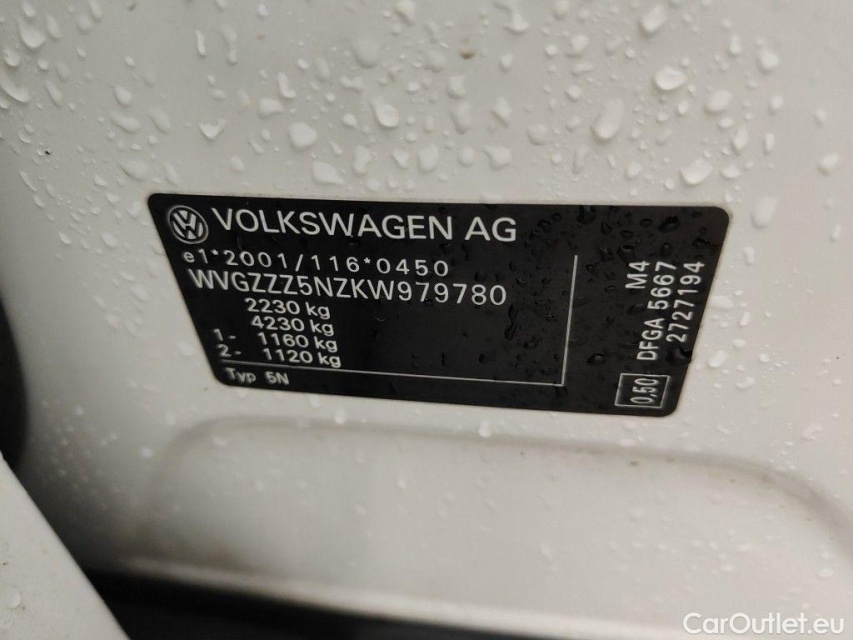 VOLKSWAGEN AG
e1*2001/116*0450
WVGZZZ5NZKW979780
2230 kg
4230 kg
1- 1160 kg
2- 1120 kg
Typ 5N
M4
DFGA 5667
2727194
0,50
CarOutlet.eu